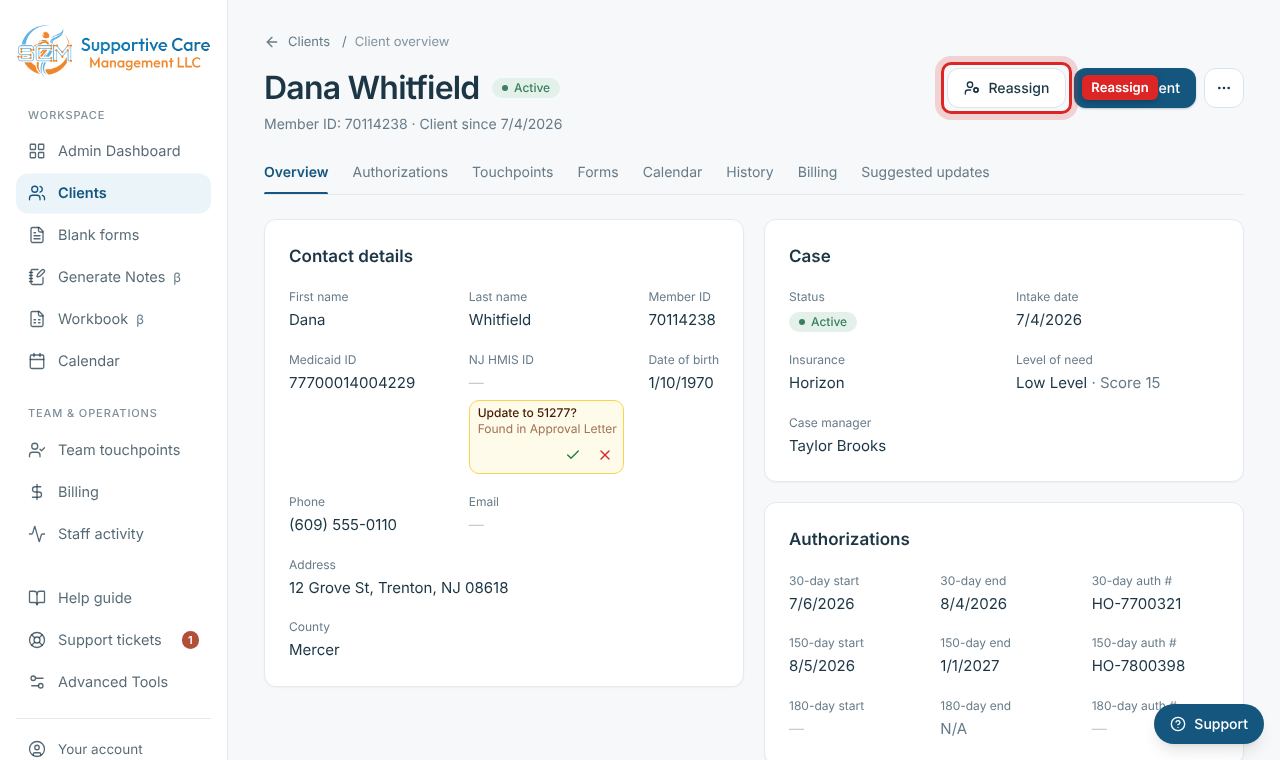 SCM Supportive Care
Management LLC
WORKSPACE
Admin Dashboard
Clients
Blank forms
Generate Notes β
Workbook β
Calendar
TEAM & OPERATIONS
Team touchpoints
Billing
Staff activity
Help guide
Support tickets 1
Advanced Tools
Your account
Clients / Client overview
Dana Whitfield Active
Member ID: 70114238 · Client since 7/4/2026
Reassign
Reassign ent
Overview Authorizations Touchpoints Forms Calendar History Billing Suggested updates
Contact details
First name Last name Member ID
Dana Whitfield 70114238
Medicaid ID NJ HMIS ID Date of birth
77700014004229 — 1/10/1970
Update to 51277?
Found in Approval Letter
Phone Email
(609) 555-0110 —
Address
12 Grove St, Trenton, NJ 08618
County
Mercer
Case
Status Intake date
Active 7/4/2026
Insurance Level of need
Horizon Low Level · Score 15
Case manager
Taylor Brooks
Authorizations
30-day start 30-day end 30-day auth #
7/6/2026 8/4/2026 HO-7700321
150-day start 150-day end 150-day auth #
8/5/2026 1/1/2027 HO-7800398
180-day start 180-day end 180-day auth #
— N/A —
Support